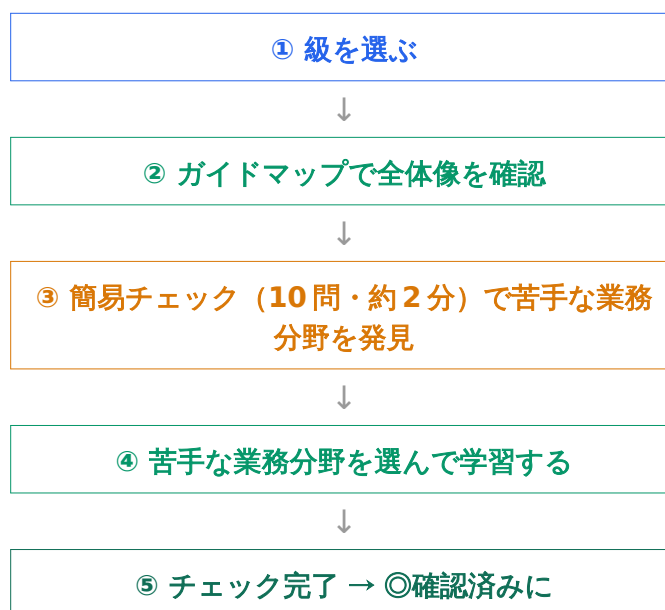 ① 級を選ぶ
↓
② ガイドマップで全体像を確認
↓
③ 簡易チェック（10 問・約 2 分）で苦手な業務
分野を発見
↓
④ 苦手な業務分野を選んで学習する
↓
⑤ チェック完了 → ◎確認済みに